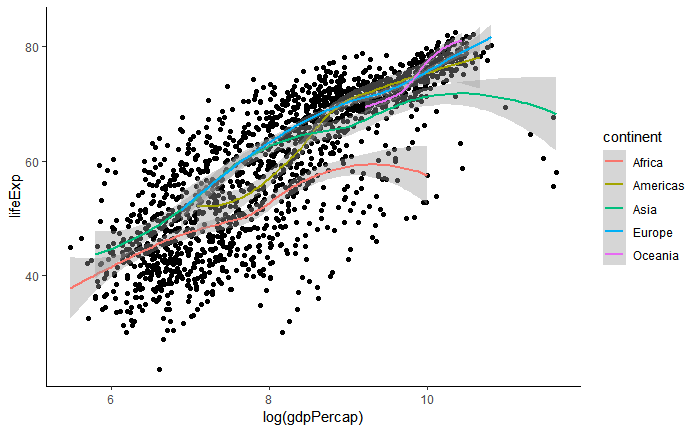 80
60
40
lifeExp
6
8
10
log(gdpPercap)
continent
Africa
Americas
Asia
Europe
Oceania